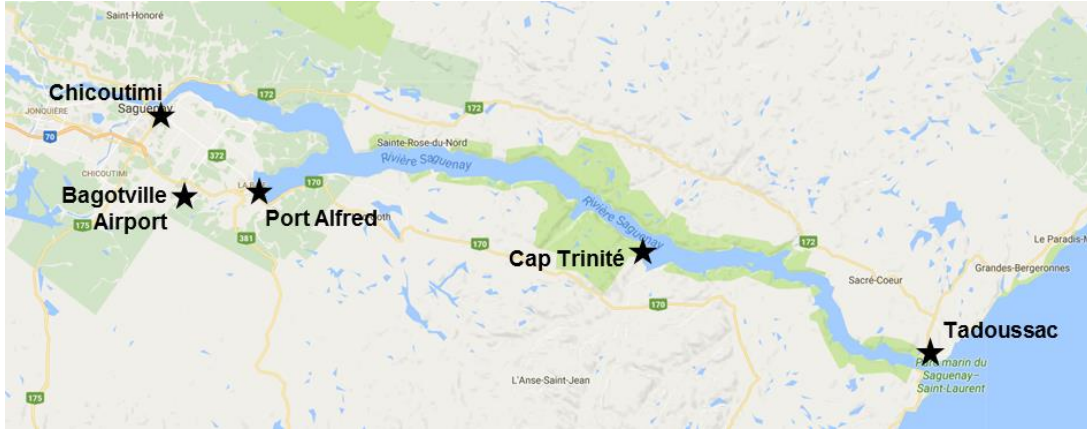 Saint-Honoré
Chicoutimi
172
JONQUIÈRE
Saguenay
70
Sainte-Rose-du-Nord
172
372
CHICOUTIMI
Rivière Saguenay
Bagotville
Airport
170
Port Alfred
175
381
Rivière Saguenay
172
Le Paradis-M
170
Cap Trinité
Grandes-Bergeronnes
Sacré-Coeur
170
Tadoussac
Parc marin du
Saguenay–
Saint-Laurent
L'Anse-Saint-Jean
175